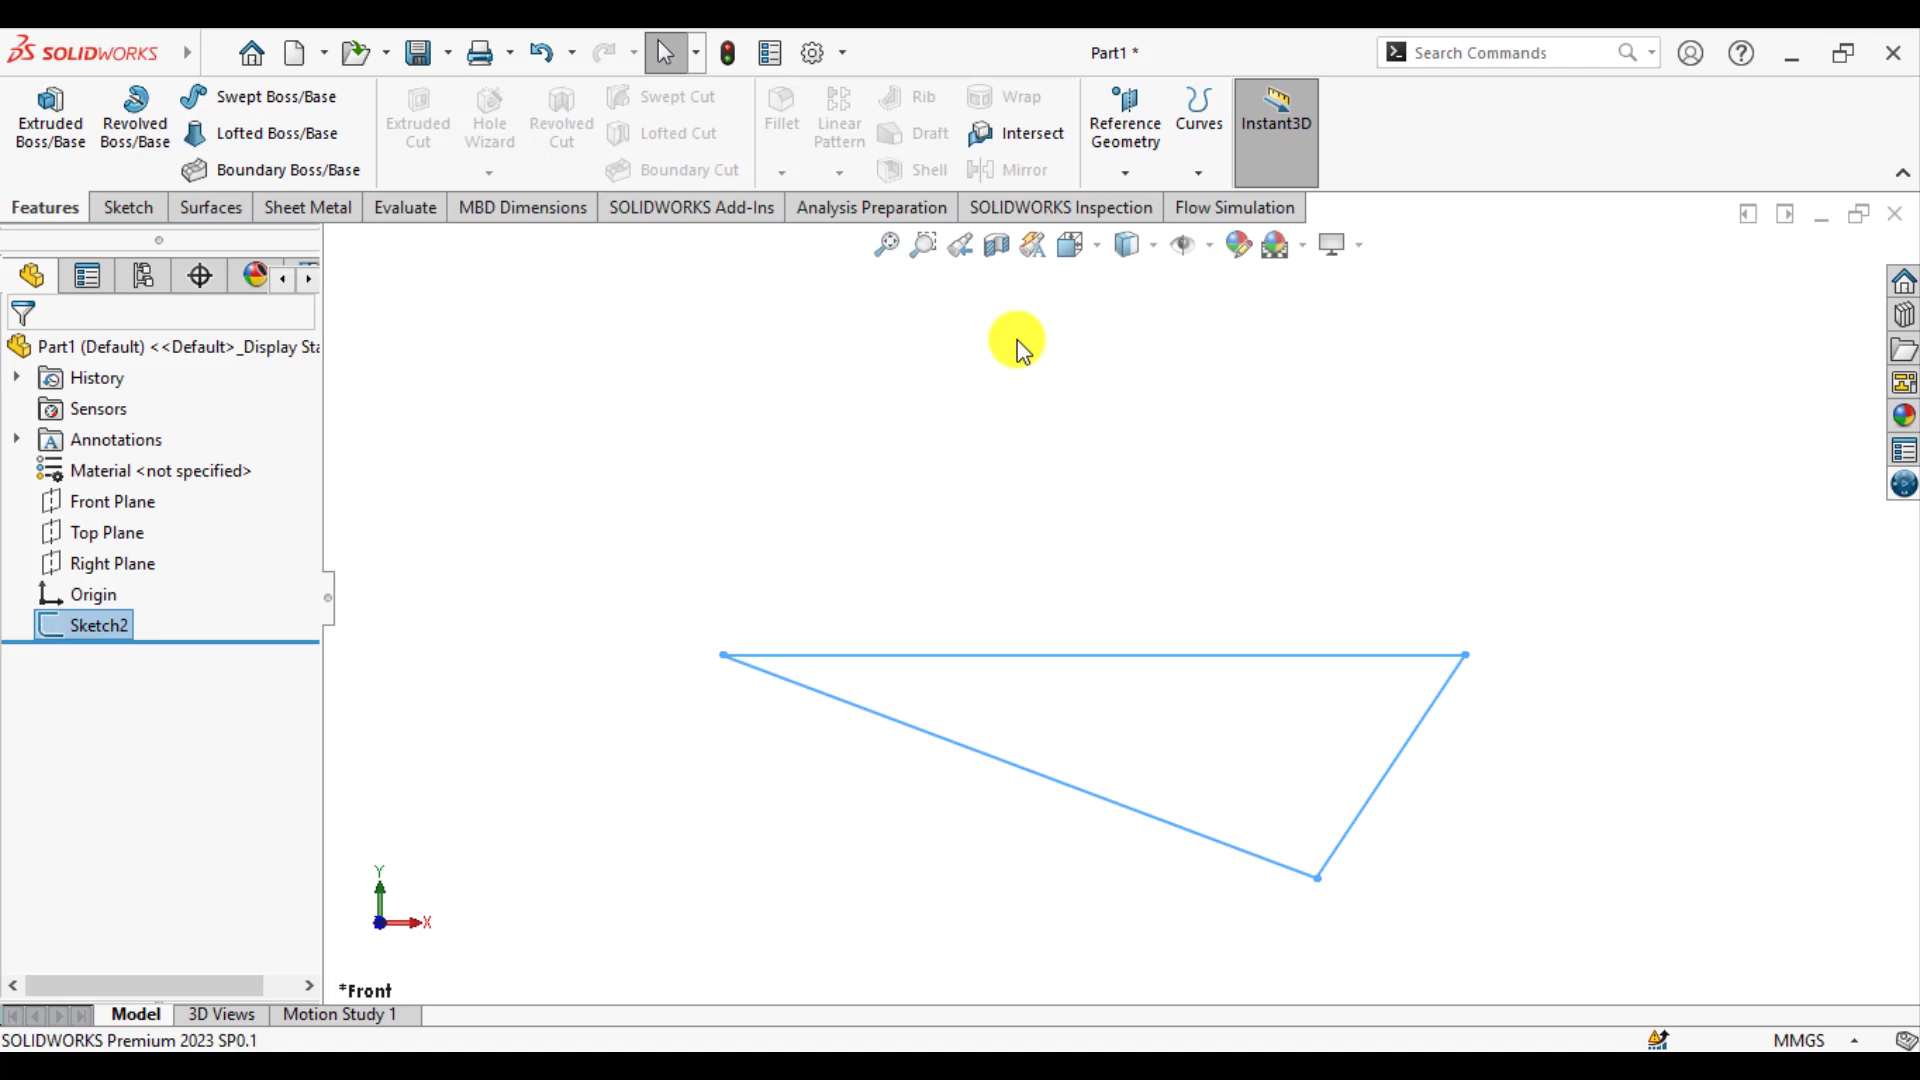 SOLIDWORKS
Part1 *
Search Commands
Extruded Boss/Base
Revolved Boss/Base
Swept Boss/Base
Lofted Boss/Base
Boundary Boss/Base
Extruded Cut
Hole Wizard
Revolved Cut
Swept Cut
Lofted Cut
Boundary Cut
Fillet
Linear Pattern
Rib
Draft
Shell
Wrap
Intersect
Mirror
Reference Geometry
Curves
Instant3D
Features
Sketch
Surfaces
Sheet Metal
Evaluate
MBD Dimensions
SOLIDWORKS Add-Ins
Analysis Preparation
SOLIDWORKS Inspection
Flow Simulation
Part1 (Default) <<Default>_Display Sta
History
Sensors
Annotations
Material <not specified>
Front Plane
Top Plane
Right Plane
Origin
Sketch2
Y
X
*Front
Model
3D Views
Motion Study 1
SOLIDWORKS Premium 2023 SP0.1
MMGS